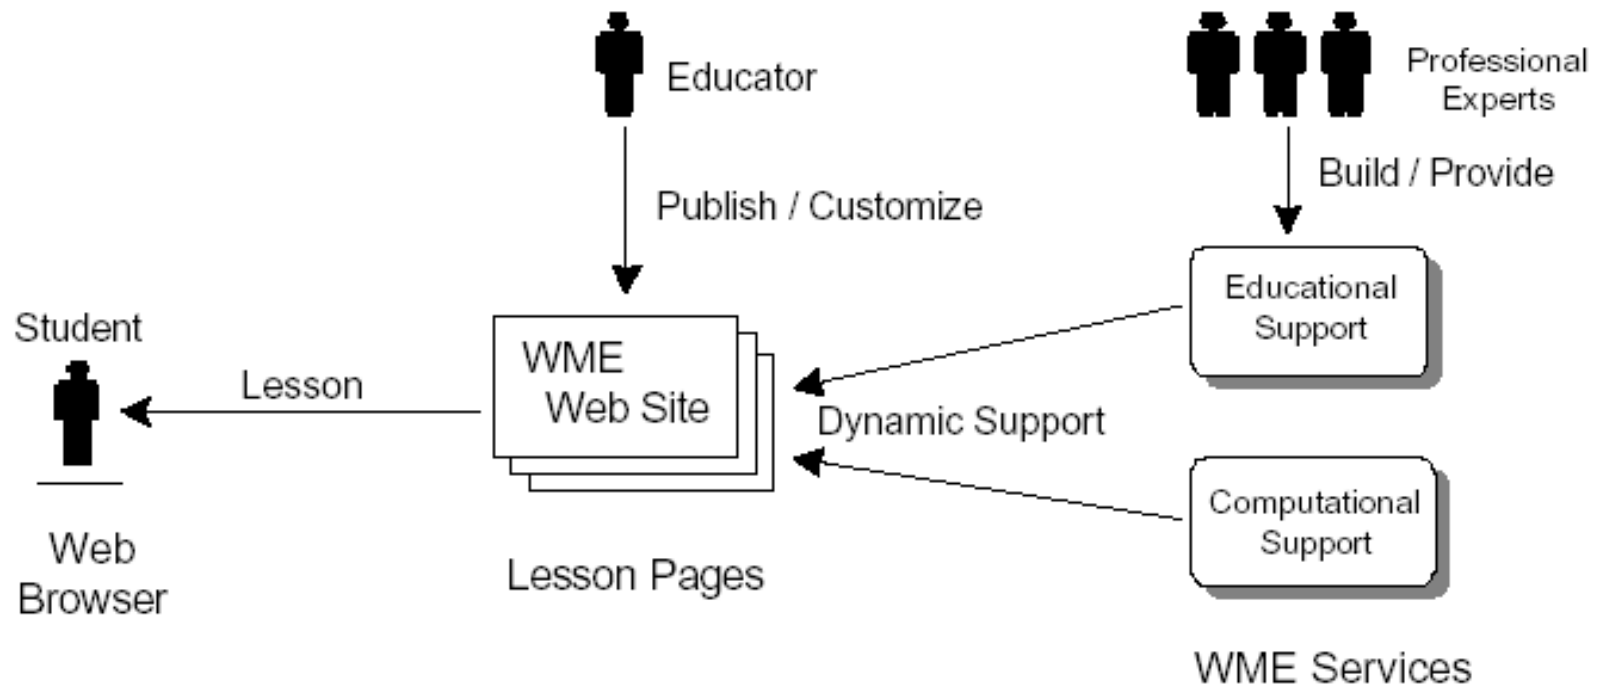 Educator
Professional
Experts
Build / Provide
Publish / Customize
Educational
Support
Student
WME
Web Site
Lesson
Dynamic Support
Computational
Support
Web
Browser
Lesson Pages
WME Services